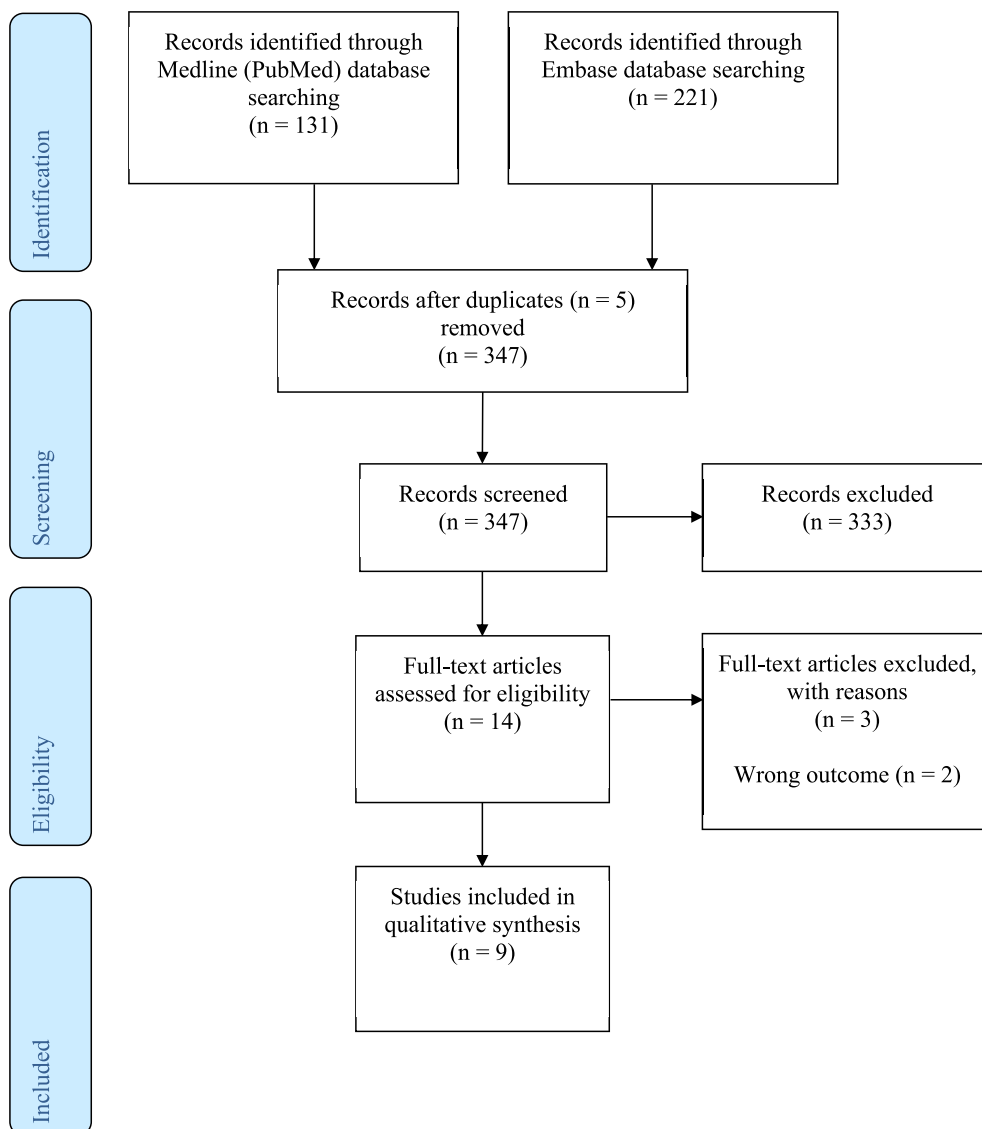 Records identified through
Medline (PubMed) database
searching
(n = 131)
Records identified through
Embase database searching
(n = 221)
Identification
Records after duplicates (n = 5)
removed
(n = 347)
Screening
Records screened
(n = 347)
Records excluded
(n = 333)
Full-text articles
assessed for eligibility
(n = 14)
Full-text articles excluded,
with reasons
(n = 3)
Wrong outcome (n = 2)
Eligibility
Studies included in
qualitative synthesis
(n = 9)
Included